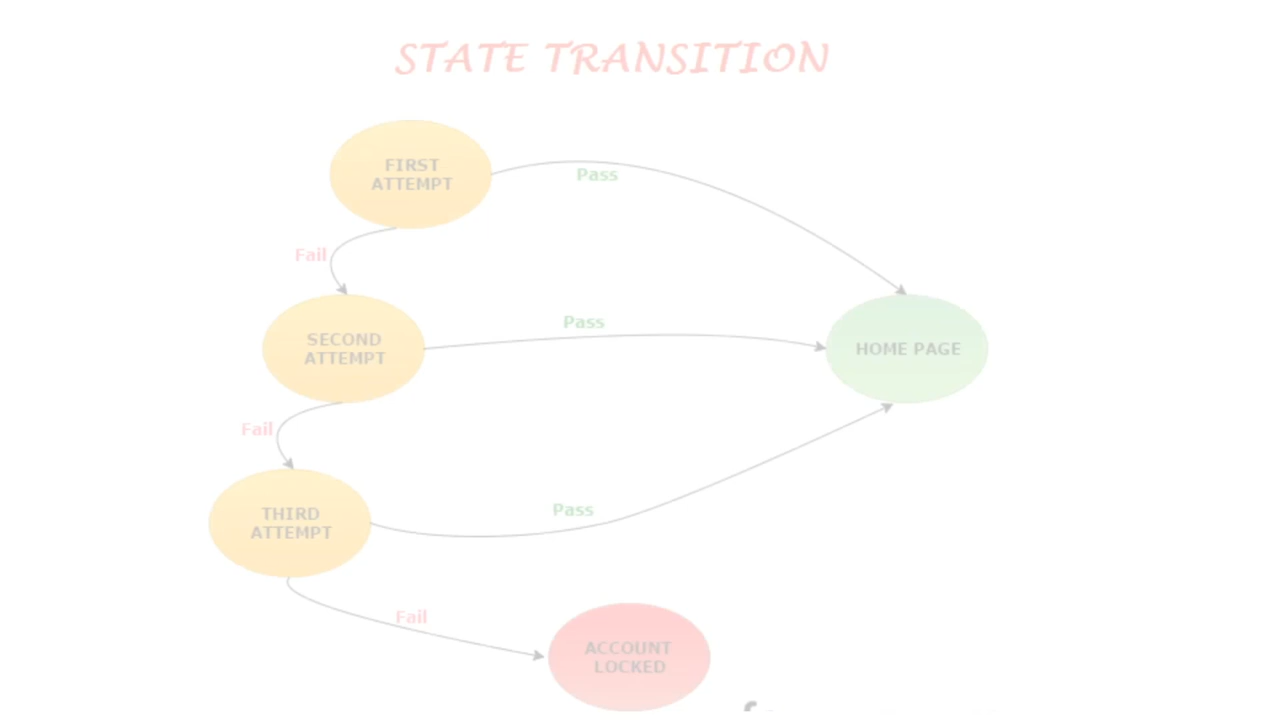 STATE TRANSITION
FIRST
ATTEMPT
Pass
Fail
SECOND
ATTEMPT
Pass
HOME PAGE
Fail
THIRD
ATTEMPT
Pass
Fail
ACCOUNT
LOCKED